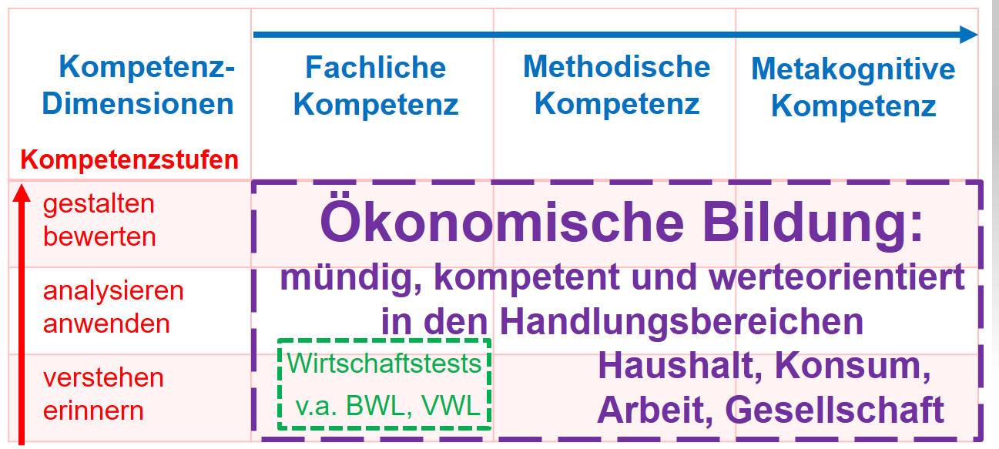 Kompetenz-
Dimensionen
Fachliche
Kompetenz
Methodische
Kompetenz
Metakognitive
Kompetenz
Kompetenzstufen
gestalten
bewerten
analysieren
anwenden
verstehen
erinnern
Ökonomische Bildung:
mündig, kompetent und werteorientiert
in den Handlungsbereichen
Haushalt, Konsum,
Arbeit, Gesellschaft
Wirtschaftstests
v.a. BWL, VWL